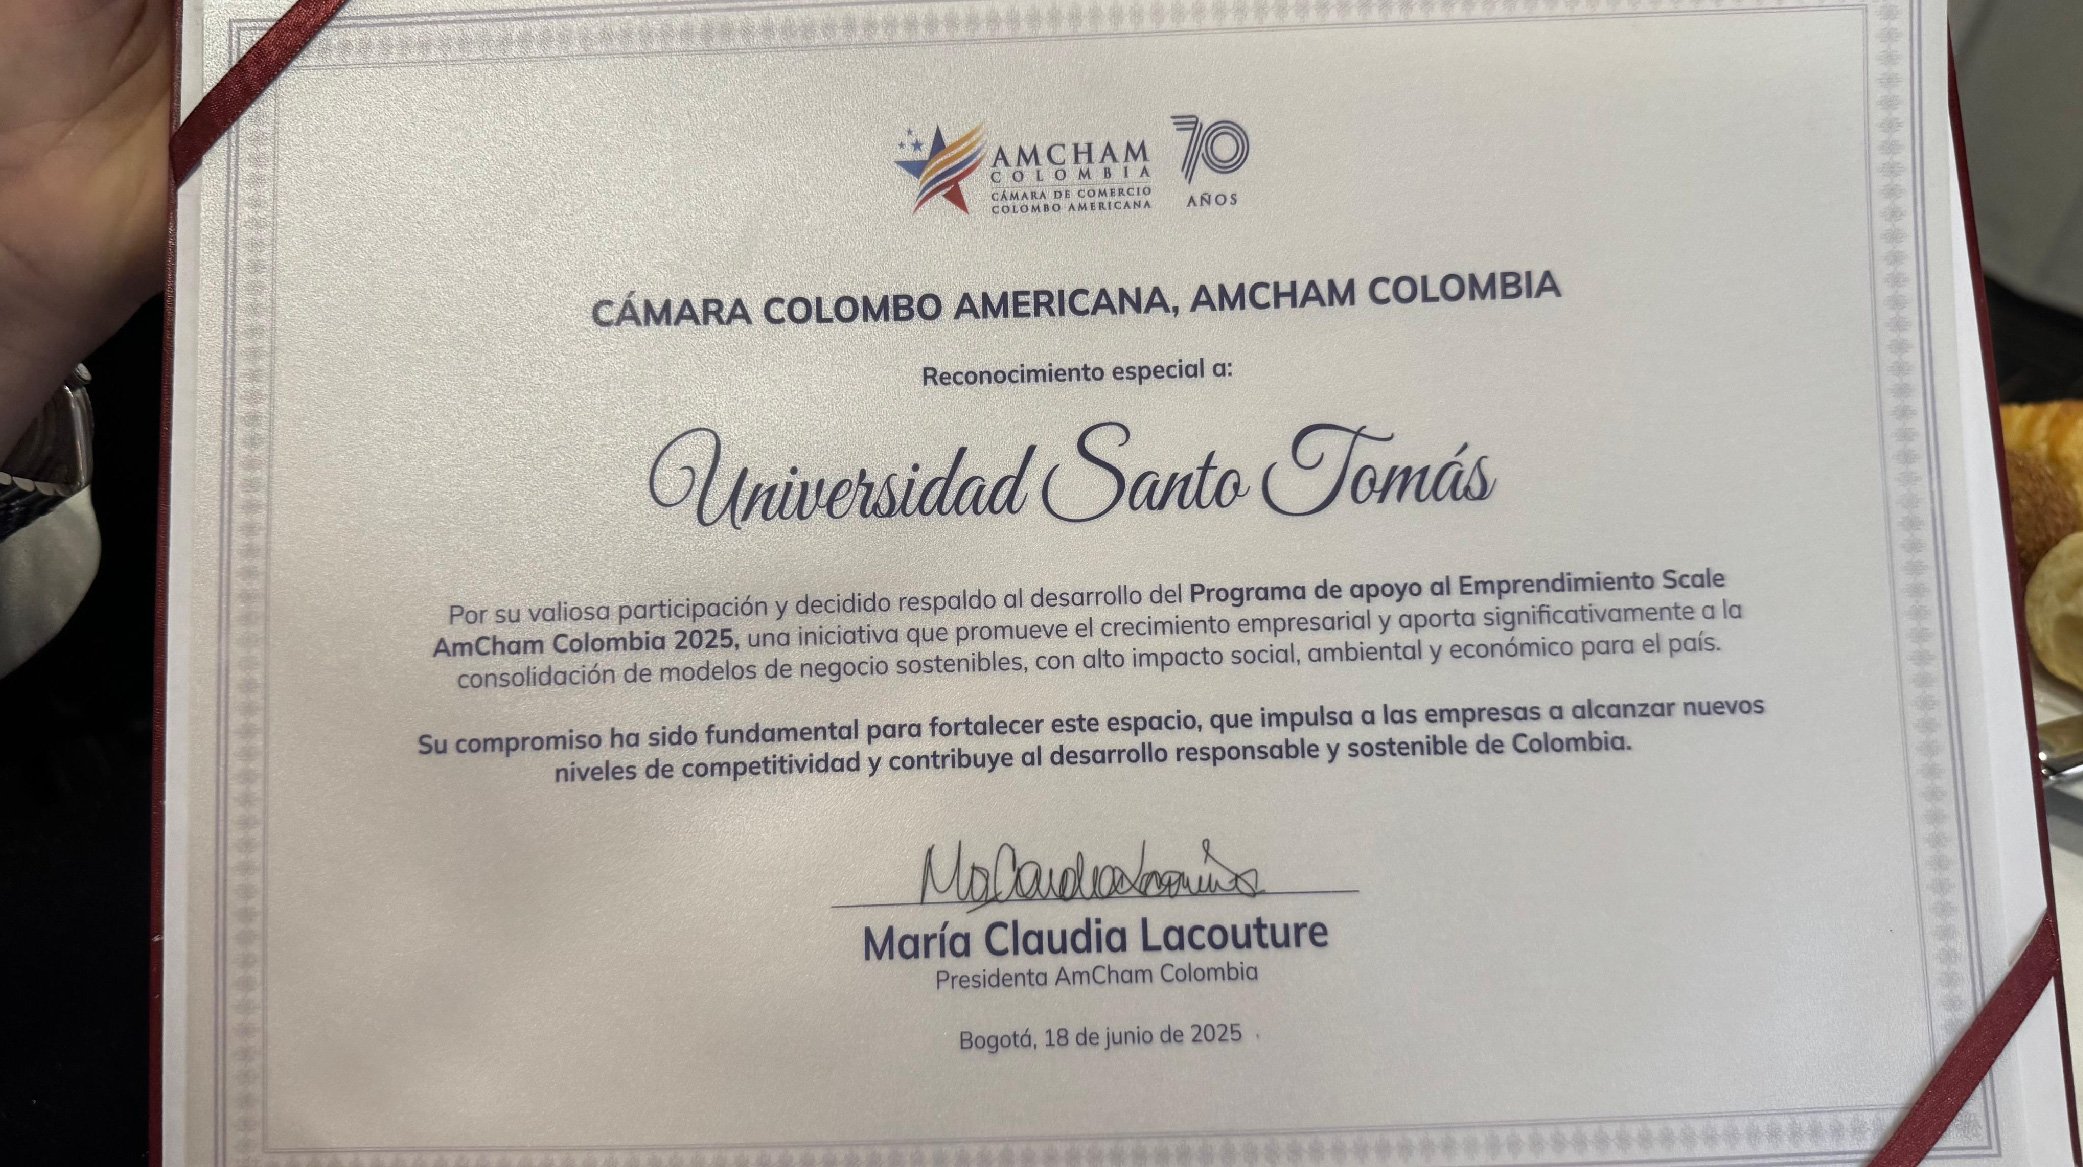 AMCHAM
COLOMBIA
CÁMARA DE COMERCIO
COLOMBO AMERICANA
70
AÑOS
CÁMARA COLOMBO AMERICANA, AMCHAM COLOMBIA
Reconocimiento especial a:
Universidad Santo Tomás
Por su valiosa participación y decidido respaldo al desarrollo del Programa de apoyo al Emprendimiento Scale
AmCham Colombia 2025, una iniciativa que promueve el crecimiento empresarial y aporta significativamente a la
consolidación de modelos de negocio sostenibles, con alto impacto social, ambiental y económico para el país.
Su compromiso ha sido fundamental para fortalecer este espacio, que impulsa a las empresas a alcanzar nuevos
niveles de competitividad y contribuye al desarrollo responsable y sostenible de Colombia.
María Claudia Lacouture
Presidenta AmCham Colombia
Bogotá, 18 de junio de 2025